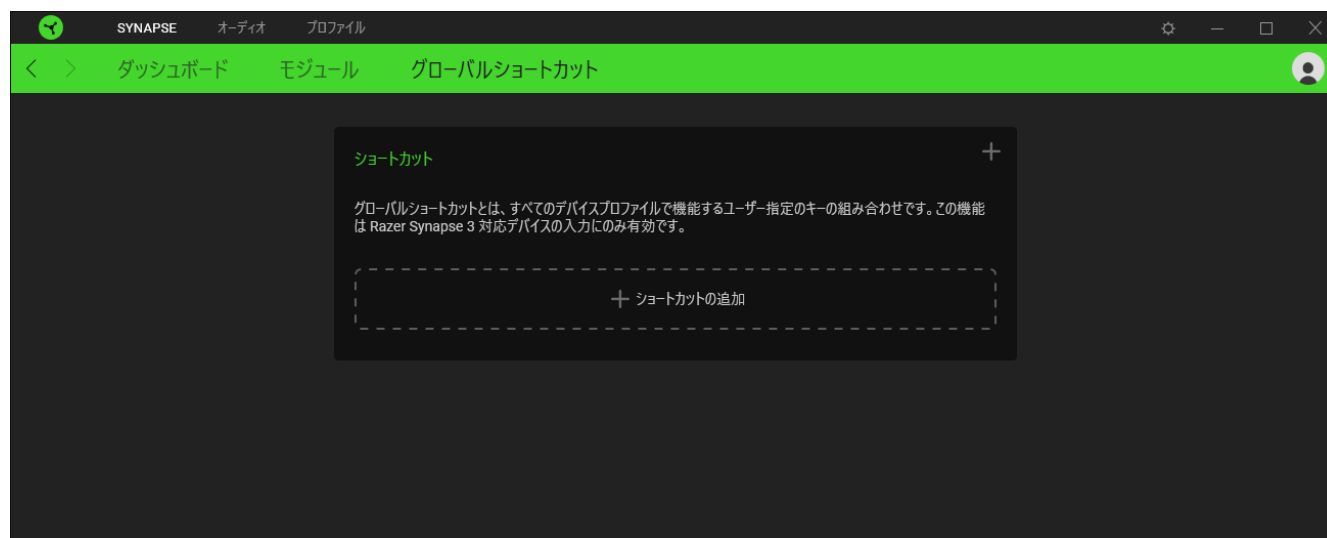 SYNAPSE オーディオ プロファイル
ダッシュボード モジュール グローバルショートカット
ショートカット
グローバルショートカットとは、すべてのデバイスプロファイルで機能するユーザー指定のキーの組み合わせです。この機能
は Razer Synapse 3 対応デバイスの入力にのみ有効です。
ショートカットの追加